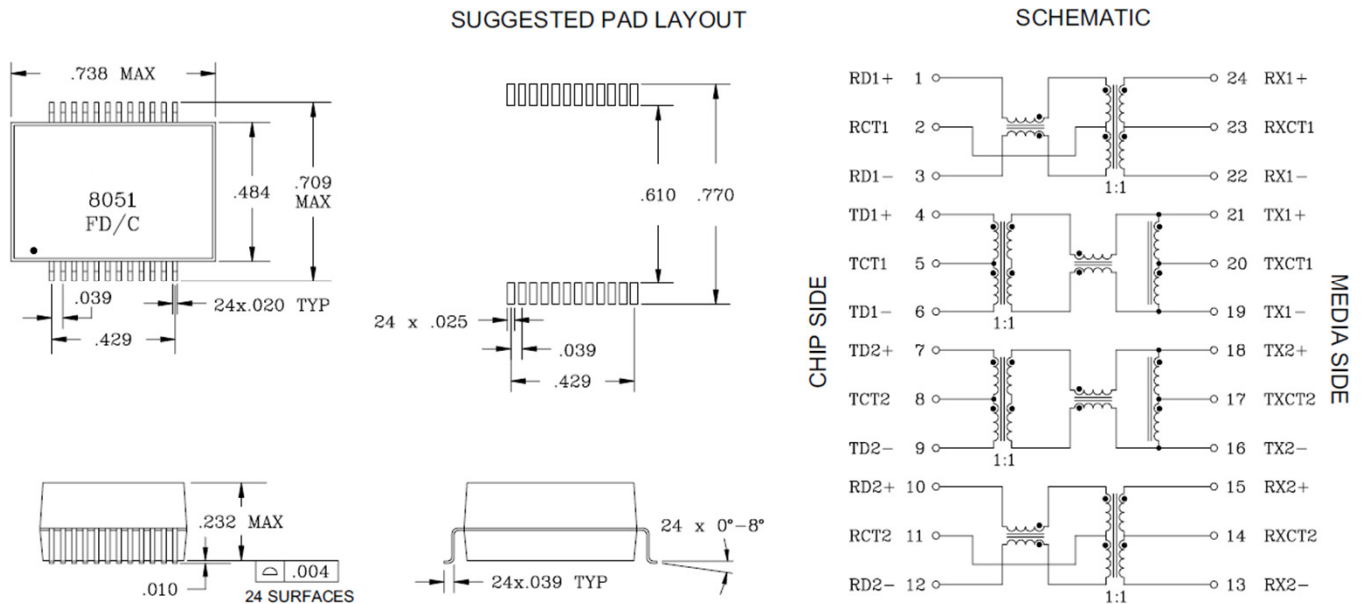 SUGGESTED PAD LAYOUT
SCHEMATIC
.738 MAX
8051
FD/C
.484
.709
MAX
.039
24x.020 TYP
.429
.610
.770
24 x .025
.039
.429
.232 MAX
.010
⌓ .004
24 SURFACES
24 x 0°-8°
24x.039 TYP
CHIP SIDE
MEDIA SIDE
RD1+ 1
24 RX1+
RCT1 2
23 RXCT1
RD1- 3
22 RX1-
1:1
TD1+ 4
21 TX1+
TCT1 5
20 TXCT1
TD1- 6
19 TX1-
1:1
TD2+ 7
18 TX2+
TCT2 8
17 TXCT2
TD2- 9
16 TX2-
1:1
RD2+ 10
15 RX2+
RCT2 11
14 RXCT2
RD2- 12
13 RX2-
1:1